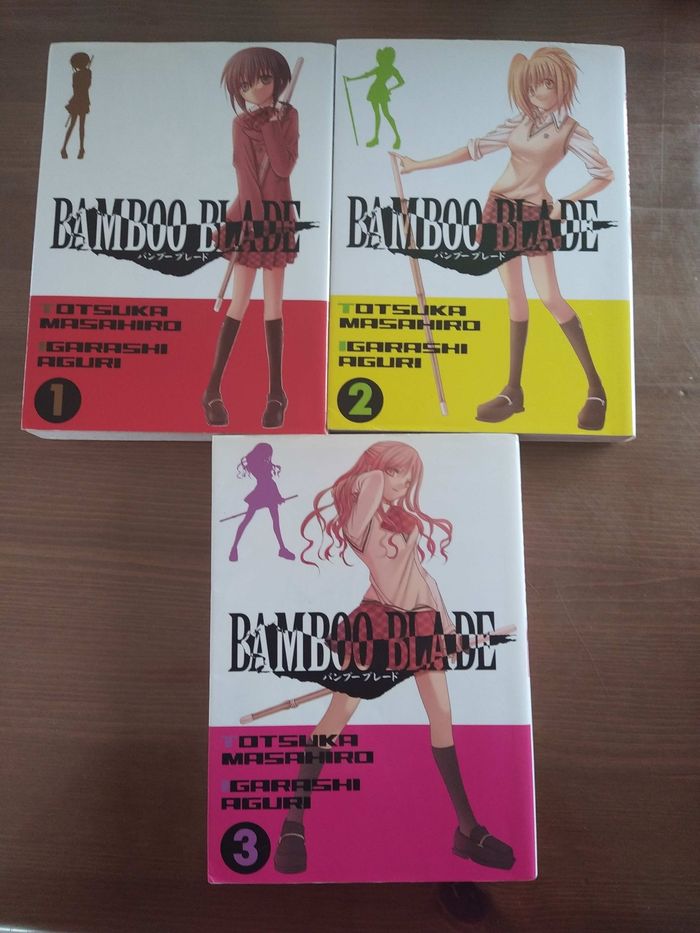 BAMBOO BLADE
バンブーブレード
TOTSUKA
MASAHIRO
IGARASHI
AGURI
1
BAMBOO BLADE
バンブーブレード
TOTSUKA
MASAHIRO
IGARASHI
AGURI
2
BAMBOO BLADE
バンブーブレード
TOTSUKA
MASAHIRO
IGARASHI
AGURI
3